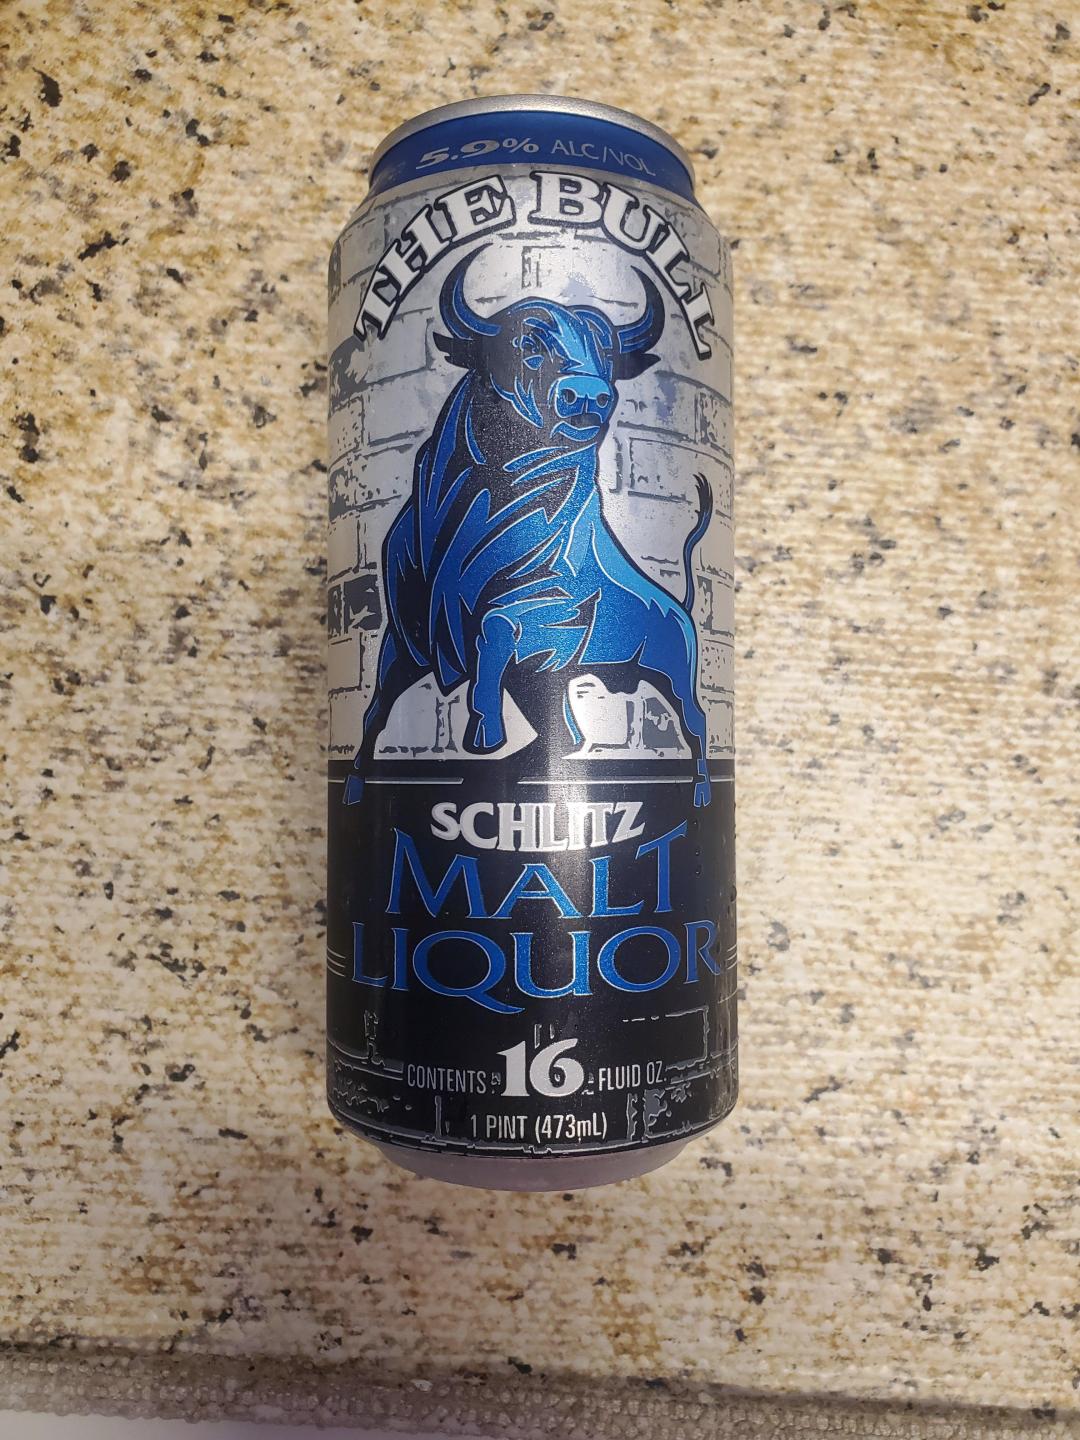 5.9% ALC/VOL
THE BULL
SCHLITZ
MALT
LIQUOR
CONTENTS 16 FLUID OZ.
1 PINT (473mL)